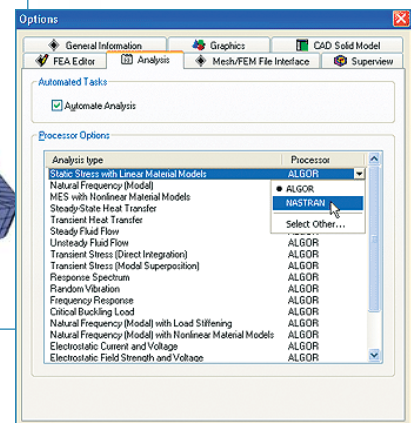 Options
General Information Graphics CAD Solid Model
FEA Editor Analysis Mesh/FEM File Interface Superview
Automated Tasks
Automate Analysis
Processor Options
Analysis type Processor
Static Stress with Linear Material Models ALGOR
Natural Frequency (Modal) ALGOR
MES with Nonlinear Material Models NASTRAN
Steady-State Heat Transfer
Transient Heat Transfer Select Other...
Steady Fluid Flow
Unsteady Fluid Flow ALGOR
Transient Stress (Direct Integration) ALGOR
Transient Stress (Modal Superposition) ALGOR
Response Spectrum ALGOR
Random Vibration ALGOR
Frequency Response ALGOR
Critical Buckling Load ALGOR
Natural Frequency (Modal) with Load Stiffening ALGOR
Natural Frequency (Modal) with Nonlinear Material Models ALGOR
Electrostatic Current and Voltage ALGOR
Electrostatic Field Strength and Voltage ALGOR